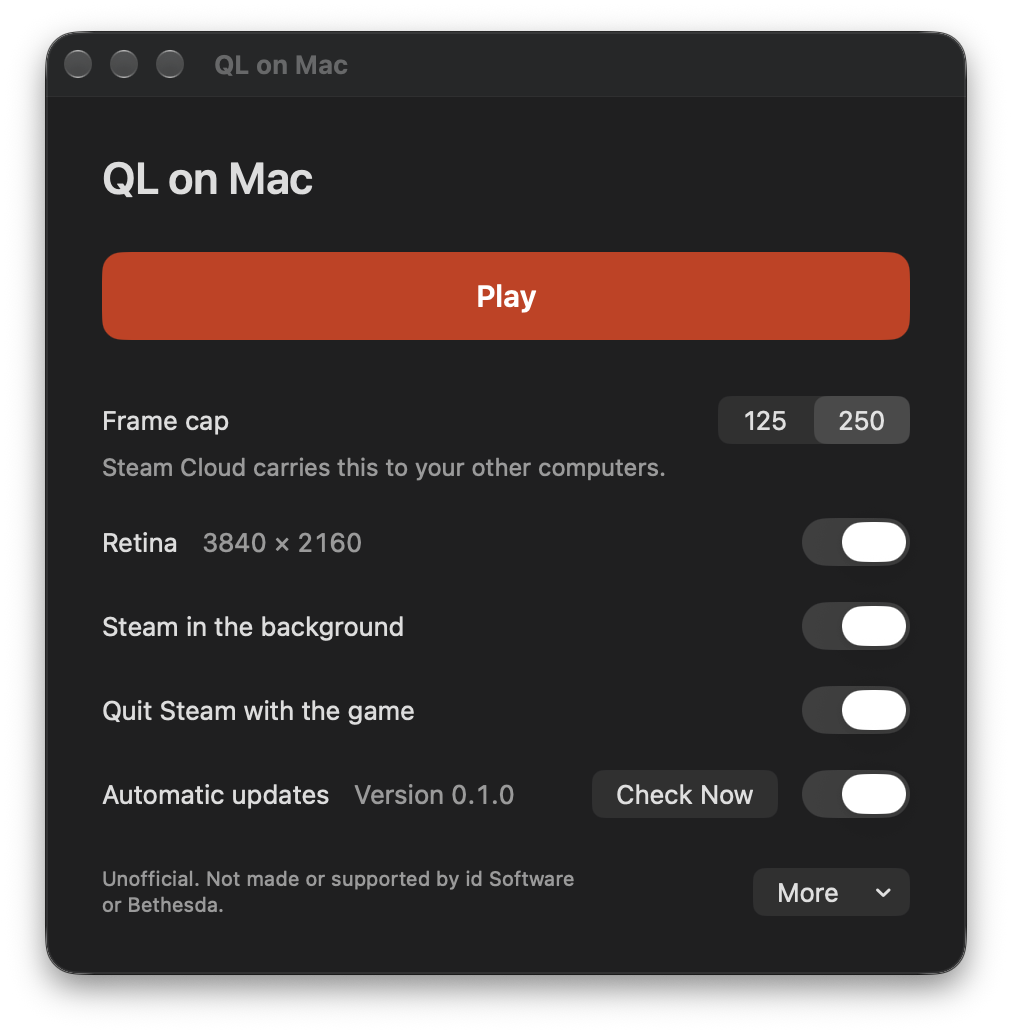 QL on Mac
QL on Mac
Play
Frame cap 125 250
Steam Cloud carries this to your other computers.
Retina 3840 × 2160
Steam in the background
Quit Steam with the game
Automatic updates Version 0.1.0 Check Now
Unofficial. Not made or supported by id Software
or Bethesda.
More